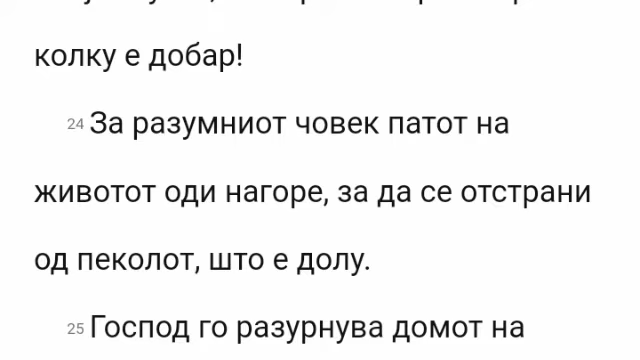 колку е добар!
24 За разумниот човек патот на
животот оди нагоре, за да се отстрани
од пеколот, што е долу.
25 Господ го разурнува домот на